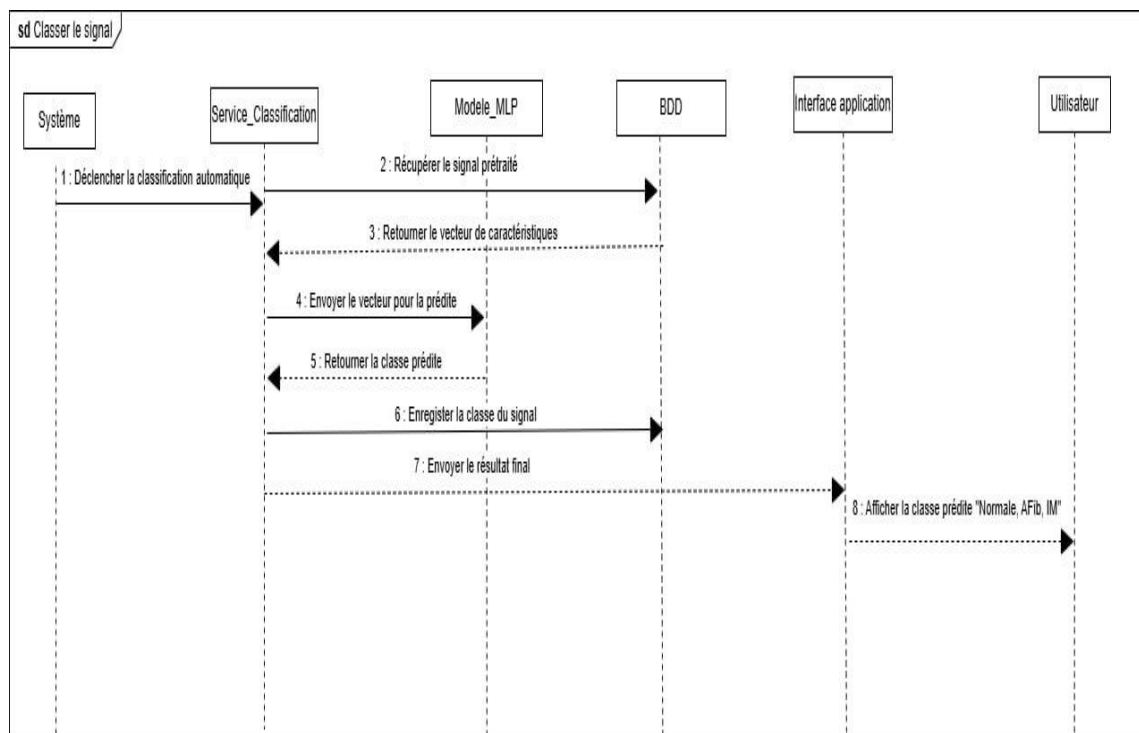 sd Classer le signal
Système
Service_Classification
Modele_MLP
BDD
Interface application
Utilisateur
1 : Déclencher la classification automatique
2 : Récupérer le signal prétraité
3 : Retourner le vecteur de caractéristiques
4 : Envoyer le vecteur pour la prédite
5 : Retourner la classe prédite
6 : Enregister la classe du signal
7 : Envoyer le résultat final
8 : Afficher la classe prédite "Normale, AFib, IM"